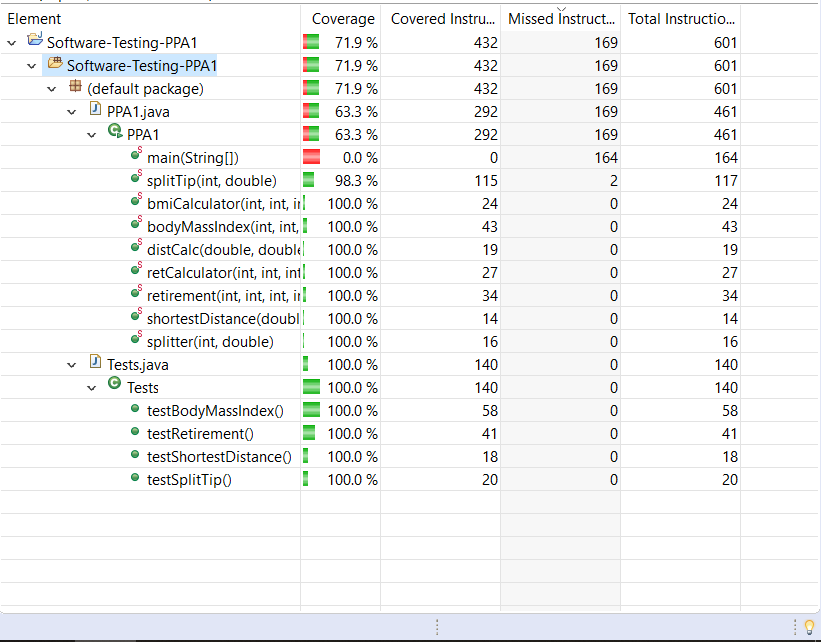 Element Coverage Covered Instru... Missed Instruct... Total Instructio...
Software-Testing-PPA1 71.9 % 432 169 601
Software-Testing-PPA1 71.9 % 432 169 601
(default package) 71.9 % 432 169 601
PPA1.java 63.3 % 292 169 461
PPA1 63.3 % 292 169 461
main(String[]) 0.0 % 0 164 164
splitTip(int, double) 98.3 % 115 2 117
bmiCalculator(int, int, in 100.0 % 24 0 24
bodyMassIndex(int, int, 100.0 % 43 0 43
distCalc(double, double 100.0 % 19 0 19
retCalculator(int, int, int 100.0 % 27 0 27
retirement(int, int, int, in 100.0 % 34 0 34
shortestDistance(doubl 100.0 % 14 0 14
splitter(int, double) 100.0 % 16 0 16
Tests.java 100.0 % 140 0 140
Tests 100.0 % 140 0 140
testBodyMassIndex() 100.0 % 58 0 58
testRetirement() 100.0 % 41 0 41
testShortestDistance() 100.0 % 18 0 18
testSplitTip() 100.0 % 20 0 20